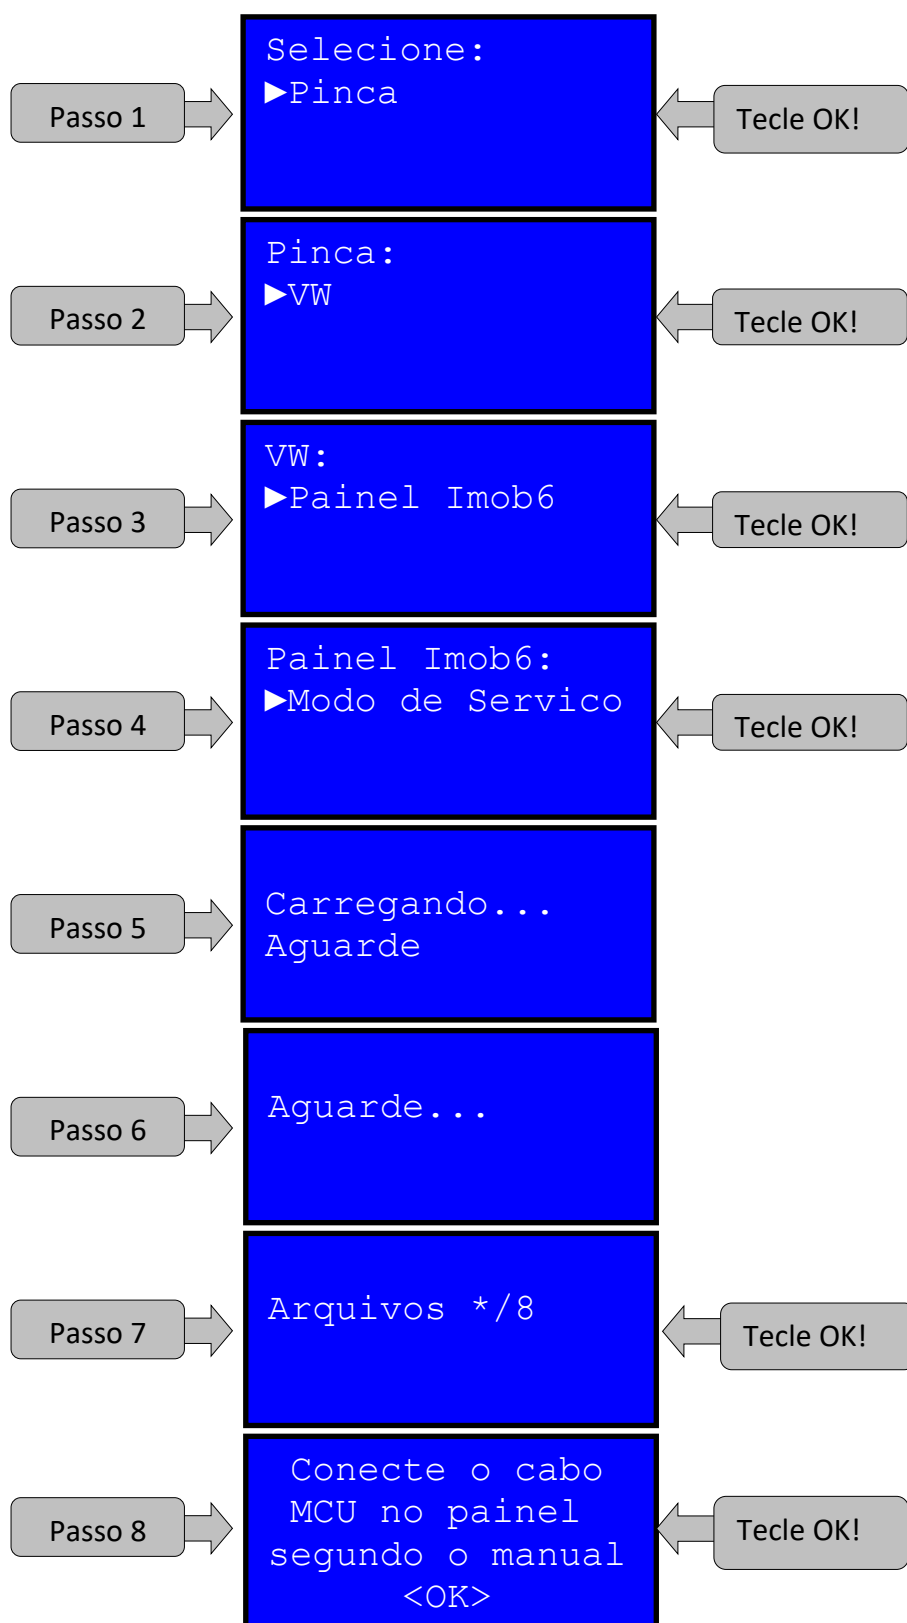 Selecione:
Passo 1
►Pinca
Tecle OK!
Pinca:
Passo 2
►VW
Tecle OK!
VW:
Passo 3
►Painel Imob6
Tecle OK!
Painel Imob6:
Passo 4
►Modo de Servico
Tecle OK!
Passo 5
Carregando...
Aguarde
Passo 6
Aguarde...
Passo 7
Arquivos */8
Tecle OK!
Passo 8
Conecte o cabo
MCU no painel
segundo o manual
<OK>
Tecle OK!